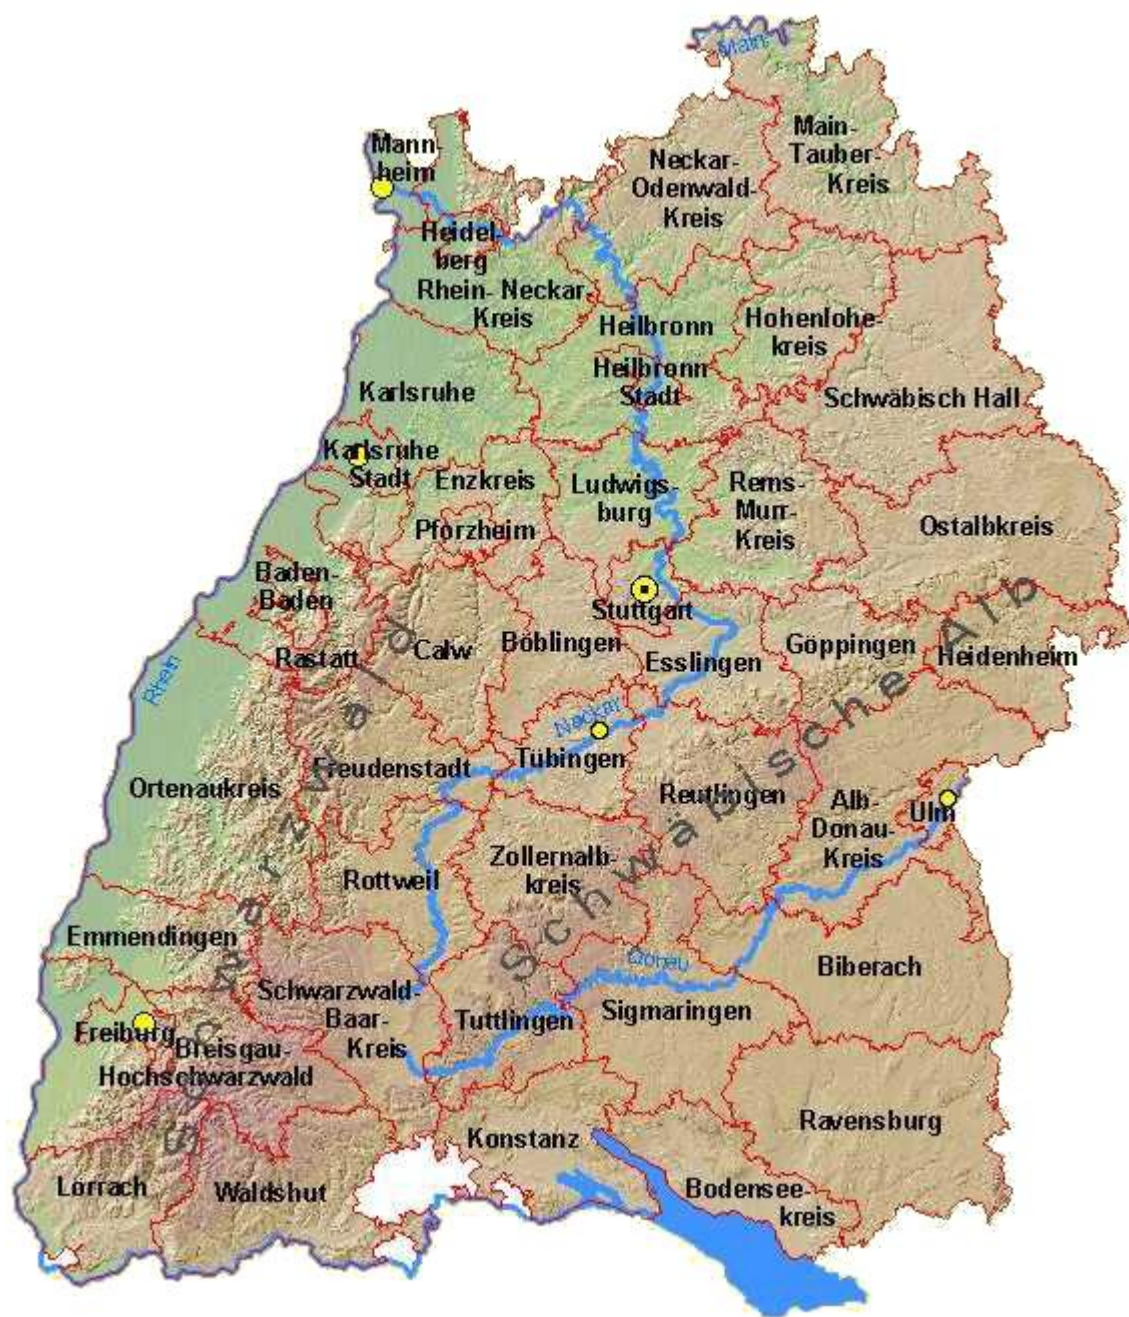 Main
Mann-
heim
Neckar-
Odenwald-
Kreis
Main-
Tauber-
Kreis
Heidel-
berg
Rhein- Neckar-
Kreis
Heilbronn
Hohenlohe-
kreis
Heilbronn
Stadt
Karlsruhe
Schwäbisch Hall
Karlsruhe
Stadt
Enzkreis
Ludwigs-
burg
Rems-
Murr-
Kreis
Ostalbkreis
Pforzheim
Baden-
Baden
Stuttgart
Rastatt
Calw
Böblingen
Esslingen
Göppingen
Heidenheim
Rhein
Neckar
Tübingen
Freudenstadt
Ortenaukreis
Reutlingen
Alb-
Donau-
Kreis
Ulm
Schwäbische Alb
Schwarzwald
Zollernalb-
kreis
Rottweil
Emmendingen
Donau
Biberach
Schwarzwald-
Baar-
Kreis
Tuttlingen
Sigmaringen
Freiburg
Breisgau-
Hochschwarzwald
Ravensburg
Konstanz
Lörrach
Waldshut
Bodensee-
kreis